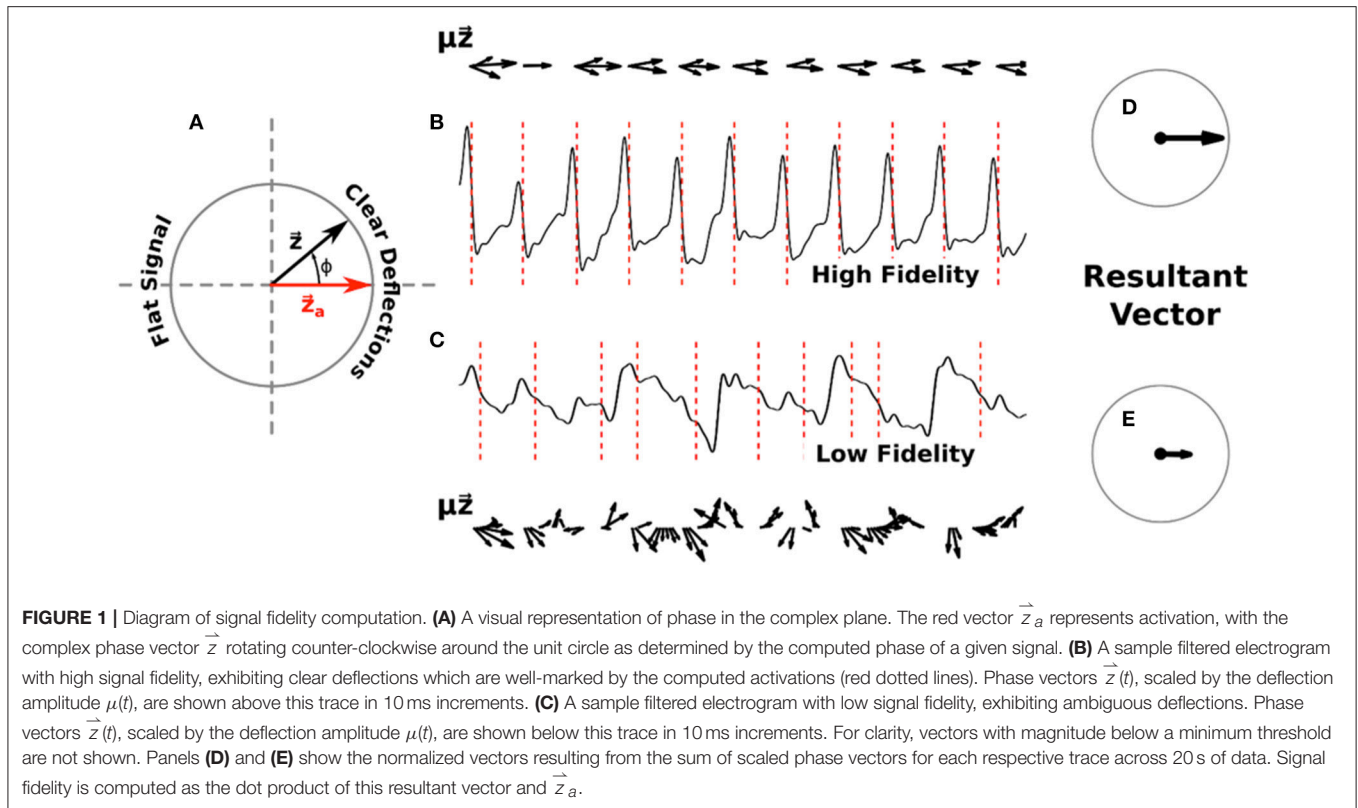 μz⃗
A
B
D
Clear Deflections
Flat Signal
z⃗
ϕ
z⃗a
High Fidelity
Resultant
Vector
C
E
Low Fidelity
μz⃗
FIGURE 1 | Diagram of signal fidelity computation. (A) A visual representation of phase in the complex plane. The red vector z⃗a represents activation, with the
complex phase vector z⃗ rotating counter-clockwise around the unit circle as determined by the computed phase of a given signal. (B) A sample filtered electrogram
with high signal fidelity, exhibiting clear deflections which are well-marked by the computed activations (red dotted lines). Phase vectors z⃗(t), scaled by the deflection
amplitude μ(t), are shown above this trace in 10 ms increments. (C) A sample filtered electrogram with low signal fidelity, exhibiting ambiguous deflections. Phase
vectors z⃗(t), scaled by the deflection amplitude μ(t), are shown below this trace in 10 ms increments. For clarity, vectors with magnitude below a minimum threshold
are not shown. Panels (D) and (E) show the normalized vectors resulting from the sum of scaled phase vectors for each respective trace across 20 s of data. Signal
fidelity is computed as the dot product of this resultant vector and z⃗a.